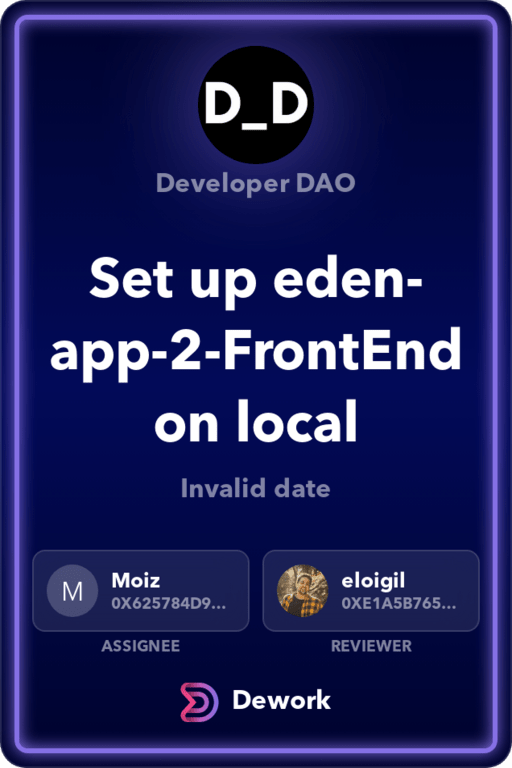 D_D
Developer DAO
Set up eden-
app-2-FrontEnd
on local
Invalid date
M
Moiz
0X625784D9...
eloigil
0XE1A5B765...
ASSIGNEE
REVIEWER
Dework